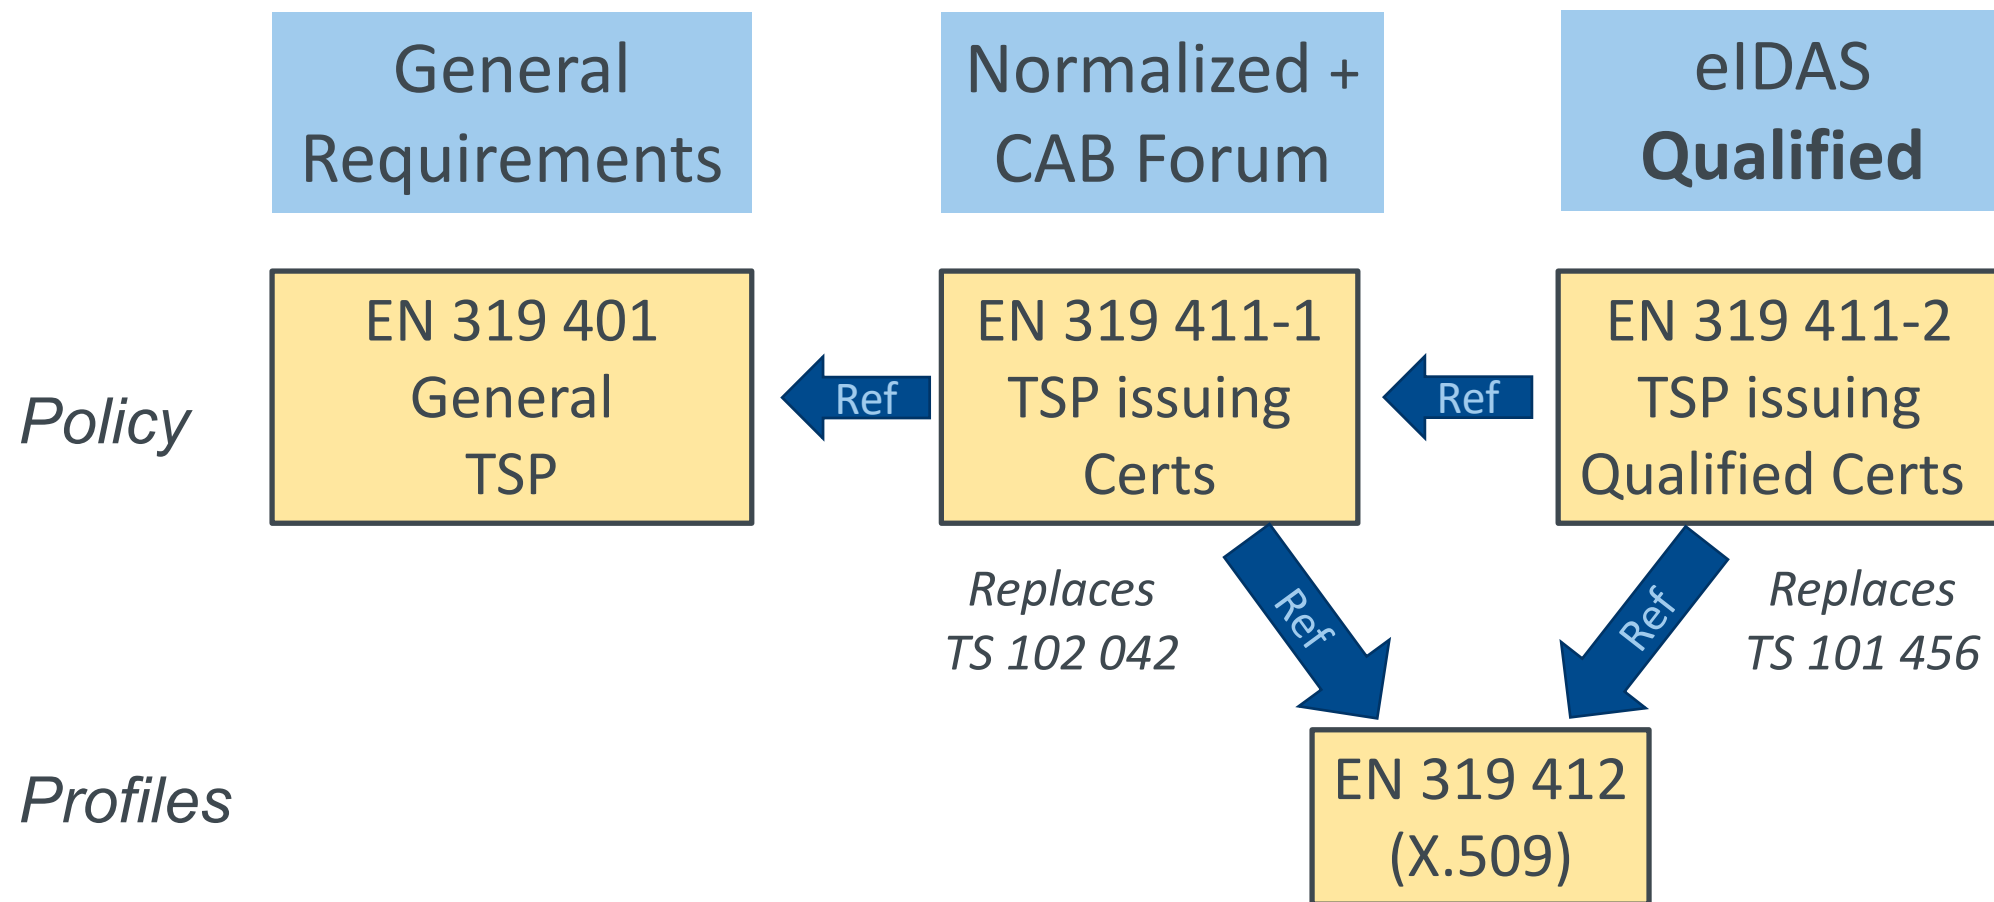 General
Requirements
Normalized +
CAB Forum
eIDAS
Qualified
Policy
EN 319 401
General
TSP
Ref
EN 319 411-1
TSP issuing
Certs
Ref
EN 319 411-2
TSP issuing
Qualified Certs
Replaces
TS 102 042
Ref
Ref
Replaces
TS 101 456
Profiles
EN 319 412
(X.509)